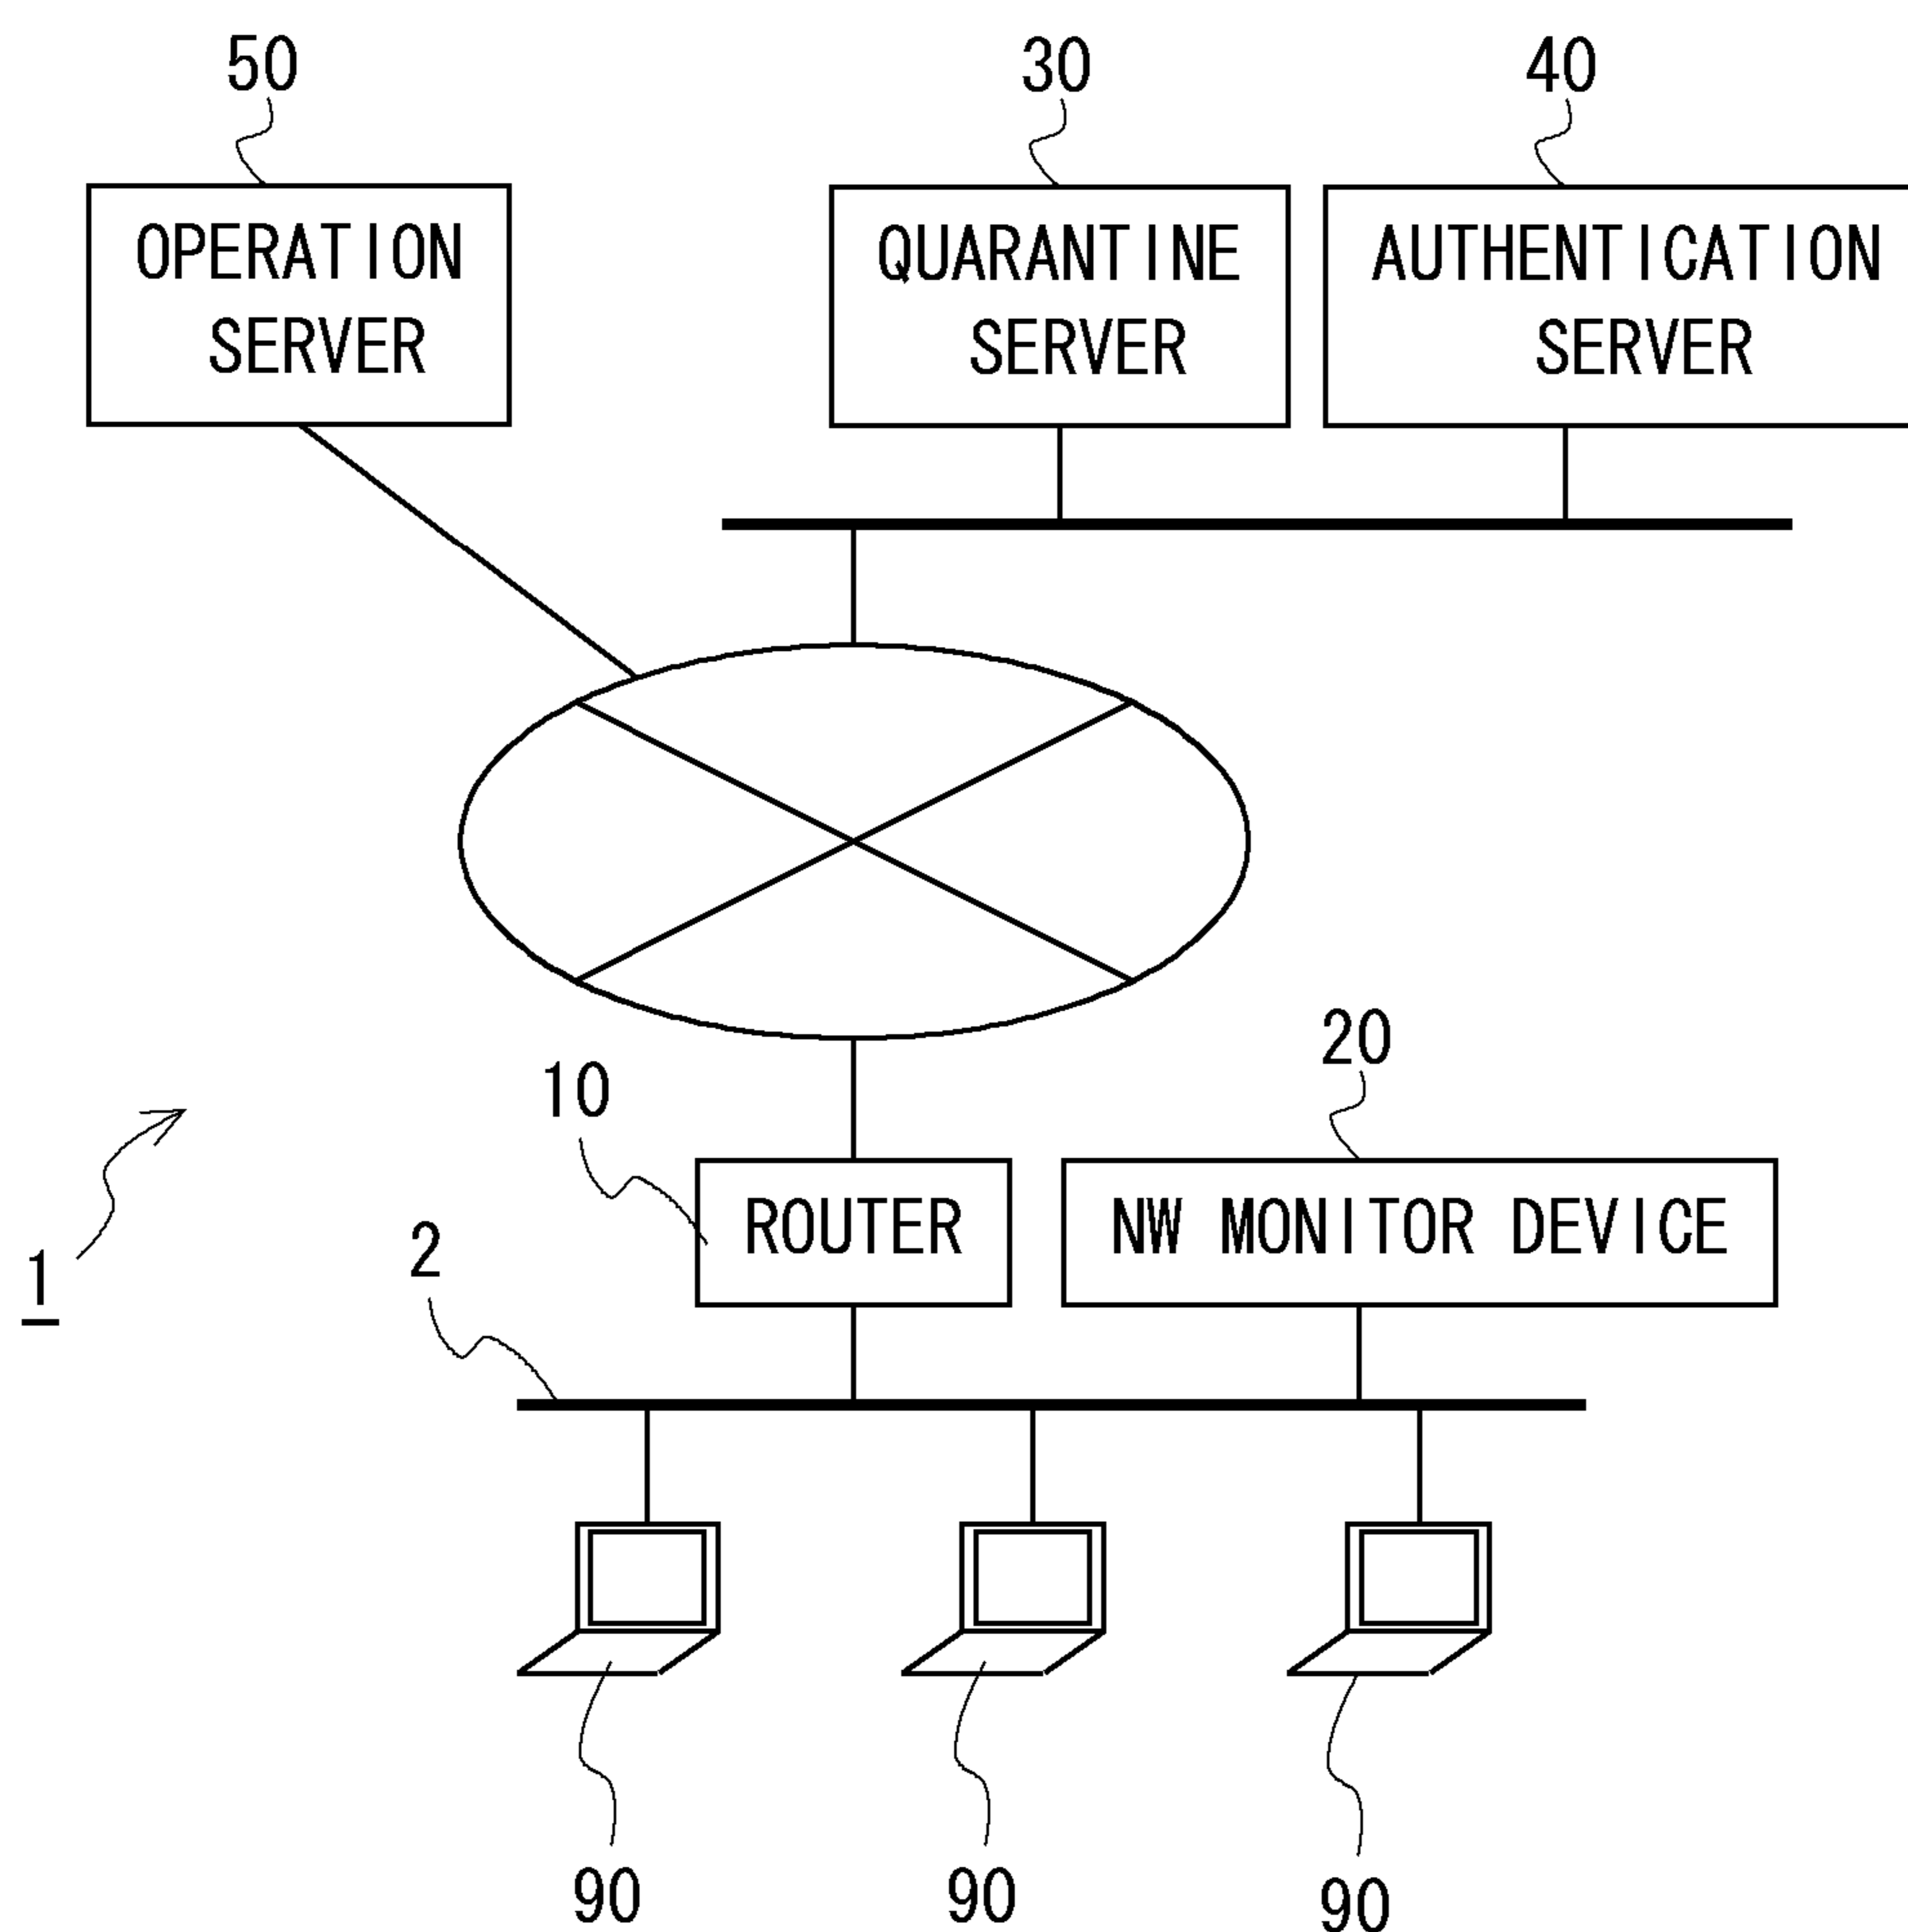 50
30
40
OPERATION
SERVER
QUARANTINE
SERVER
AUTHENTICATION
SERVER
20
10
ROUTER
NW MONITOR DEVICE
2
1
90
90
90